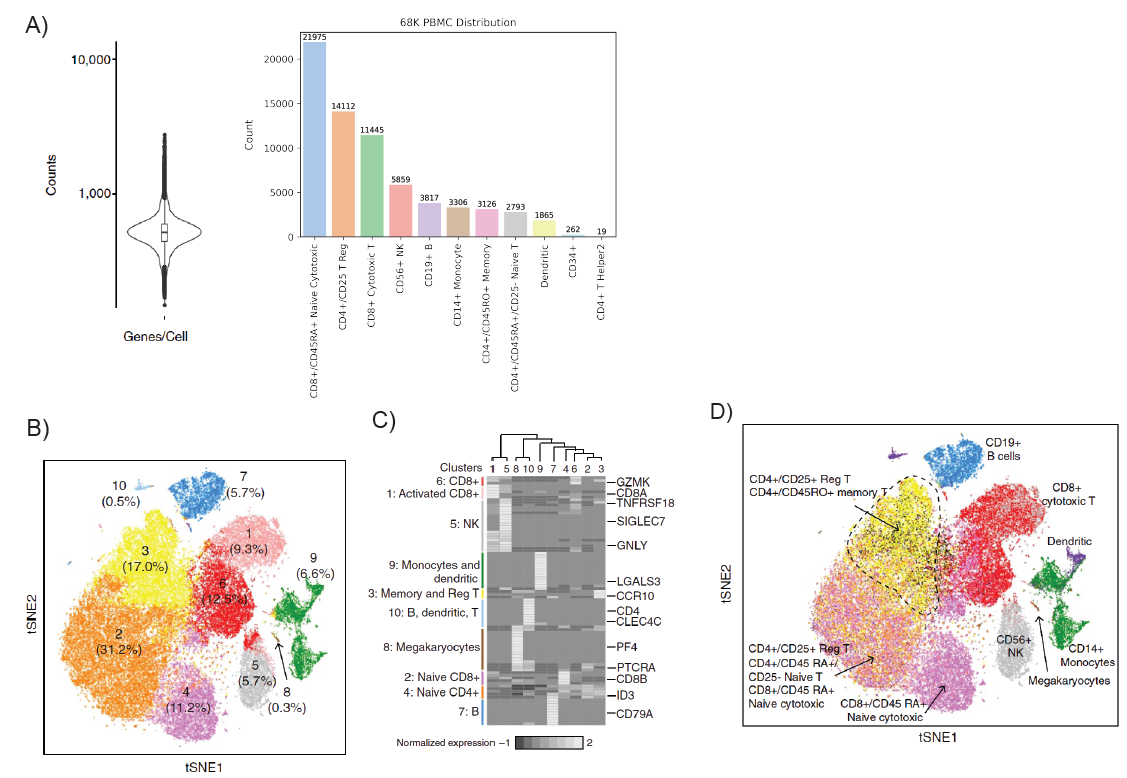 A)
10,000
1,000
Counts
Genes/Cell
68K PBMC Distribution
Count
20000
15000
10000
5000
0
21975
14112
11445
5859
3817
3306
3126
2793
1865
262
19
CD8+/CD45RA+ Naive Cytotoxic
CD4+/CD25 T Reg
CD8+ Cytotoxic T
CD56+ NK
CD19+ B
CD14+ Monocyte
CD4+/CD45RO+ Memory
CD4+/CD45RA+/CD25- Naive T
Dendritic
CD34+
CD4+ T Helper2
B)
10
(0.5%)
7
(5.7%)
1
(9.3%)
3
(17.0%)
9
(6.6%)
6
(12.5%)
2
(31.2%)
5
(5.7%)
4
(11.2%)
8
(0.3%)
tSNE2
tSNE1
C)
Clusters
1 5 8 10 9 7 4 6 2 3
6: CD8+
1: Activated CD8+
5: NK
9: Monocytes and
dendritic
3: Memory and Reg T
10: B, dendritic, T
8: Megakaryocytes
2: Naive CD8+
4: Naive CD4+
7: B
GZMK
CD8A
TNFRSF18
SIGLEC7
GNLY
LGALS3
CCR10
CD4
CLEC4C
PF4
PTCRA
CD8B
ID3
CD79A
Normalized expression −1 2
D)
CD19+
B cells
CD4+/CD25+ Reg T
CD4+/CD45RO+ memory T
CD8+
cytotoxic T
Dendritic
CD56+
NK
CD14+
Monocytes
Megakaryocytes
CD4+/CD25+ Reg T
CD4+/CD45 RA+/
CD25- Naive T
CD8+/CD45 RA+
Naive cytotoxic
CD8+/CD45 RA+
Naive cytotoxic
tSNE2
tSNE1